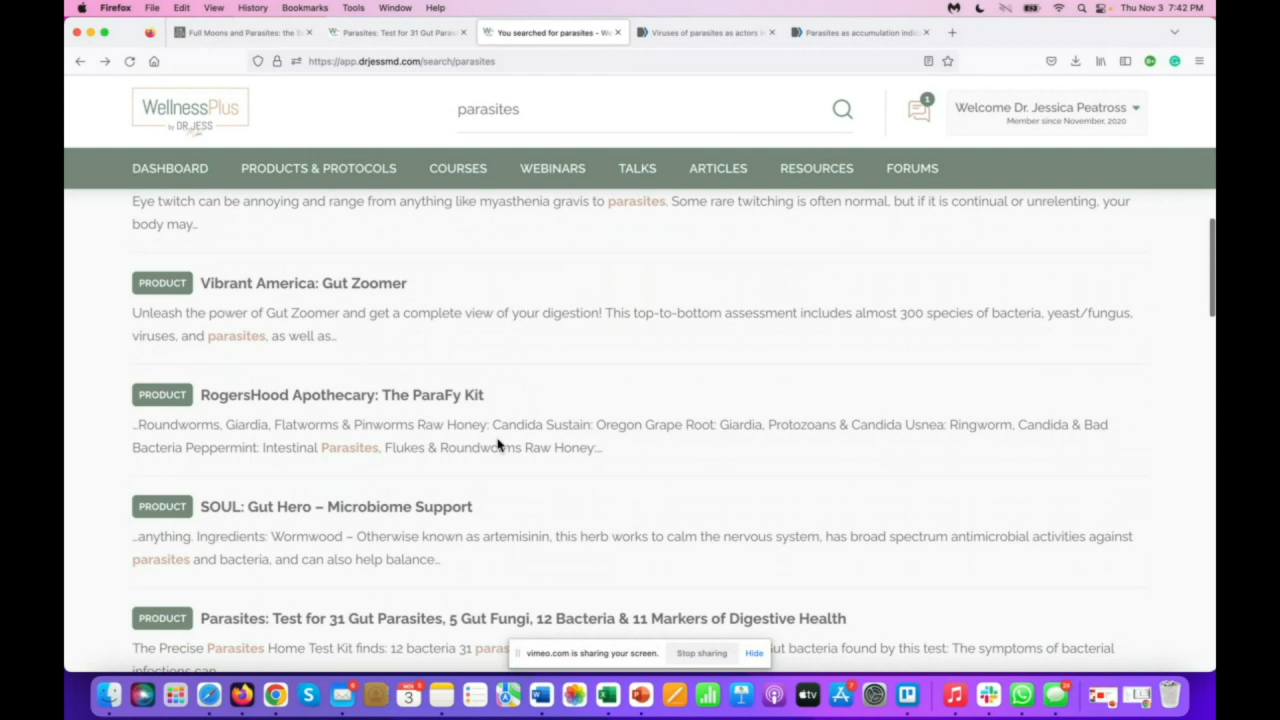 Firefox File Edit View History Bookmarks Tools Window Help Thu Nov 3 7:42 PM
Full Moons and Parasites: the S Parasites: Test for 31 Gut Paras You searched for parasites - We Viruses of parasites as actors i Parasites as accumulation indic
https://app.drjessmd.com/search/parasites
WellnessPlus
by DR.JESS
parasites
1
Welcome Dr. Jessica Peatross
Member since November, 2020
DASHBOARD PRODUCTS & PROTOCOLS COURSES WEBINARS TALKS ARTICLES RESOURCES FORUMS
Eye twitch can be annoying and range from anything like myasthenia gravis to parasites. Some rare twitching is often normal, but if it is continual or unrelenting, your
body may...
PRODUCT Vibrant America: Gut Zoomer
Unleash the power of Gut Zoomer and get a complete view of your digestion! This top-to-bottom assessment includes almost 300 species of bacteria, yeast/fungus,
viruses, and parasites, as well as...
PRODUCT RogersHood Apothecary: The ParaFy Kit
...Roundworms, Giardia, Flatworms & Pinworms Raw Honey: Candida Sustain: Oregon Grape Root: Giardia, Protozoans & Candida Usnea: Ringworm, Candida & Bad
Bacteria Peppermint: Intestinal Parasites, Flukes & Roundworms Raw Honey:...
PRODUCT SOUL: Gut Hero – Microbiome Support
...anything. Ingredients: Wormwood – Otherwise known as artemisinin, this herb works to calm the nervous system, has broad spectrum antimicrobial activities against
parasites and bacteria, and can also help balance...
PRODUCT Parasites: Test for 31 Gut Parasites, 5 Gut Fungi, 12 Bacteria & 11 Markers of Digestive Health
The Precise Parasites Home Test Kit finds: 12 bacteria 31 paras ut bacteria found by this test: The symptoms of bacterial
vimeo.com is sharing your screen. Stop sharing Hide
infections can